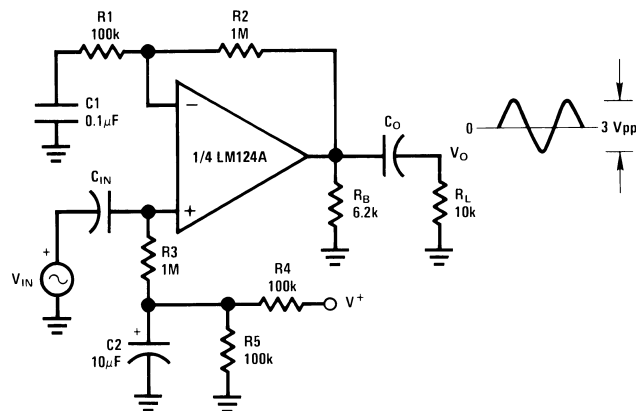 R1
100k
R2
1M
C1
0.1μF
−
1/4 LM124A
+
CIN
VIN
+
R3
1M
CO
VO
0
3 Vpp
RB
6.2k
RL
10k
R4
100k
V+
+
C2
10μF
R5
100k